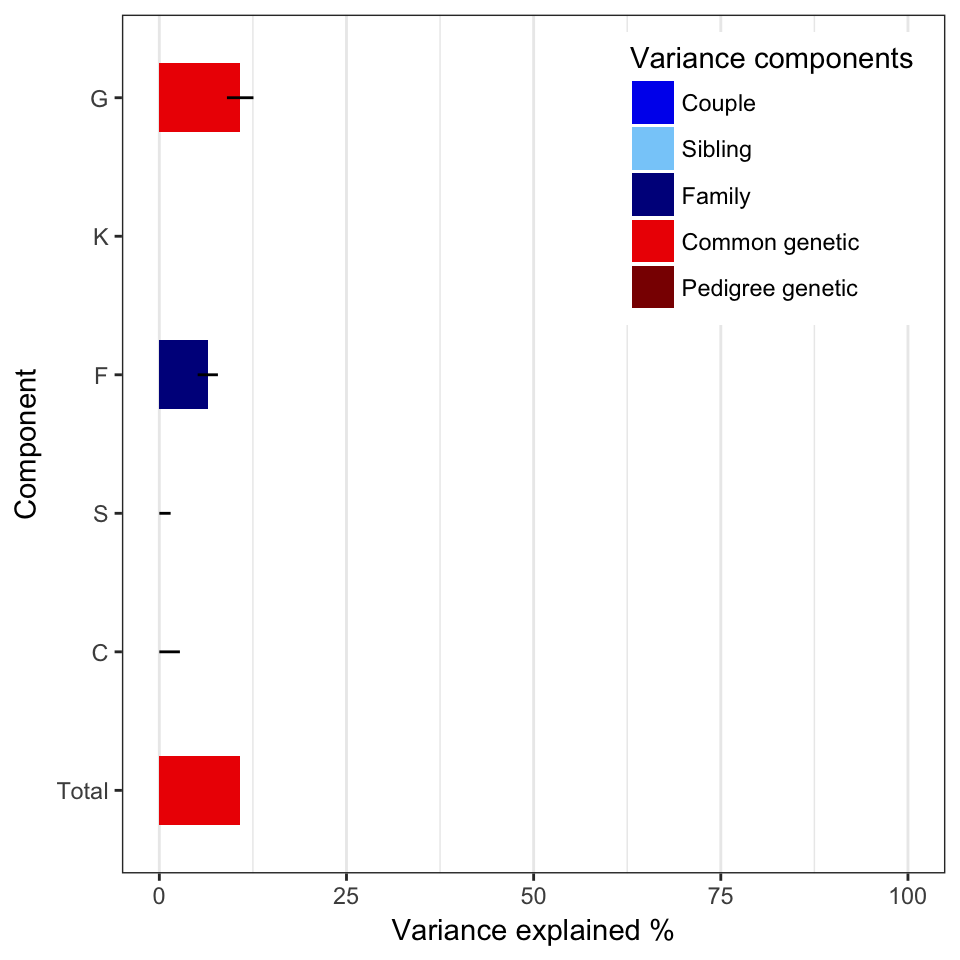 Variance components
Couple
Sibling
Family
Common genetic
Pedigree genetic
Component
G
K
F
S
C
Total
0 25 50 75 100
Variance explained %